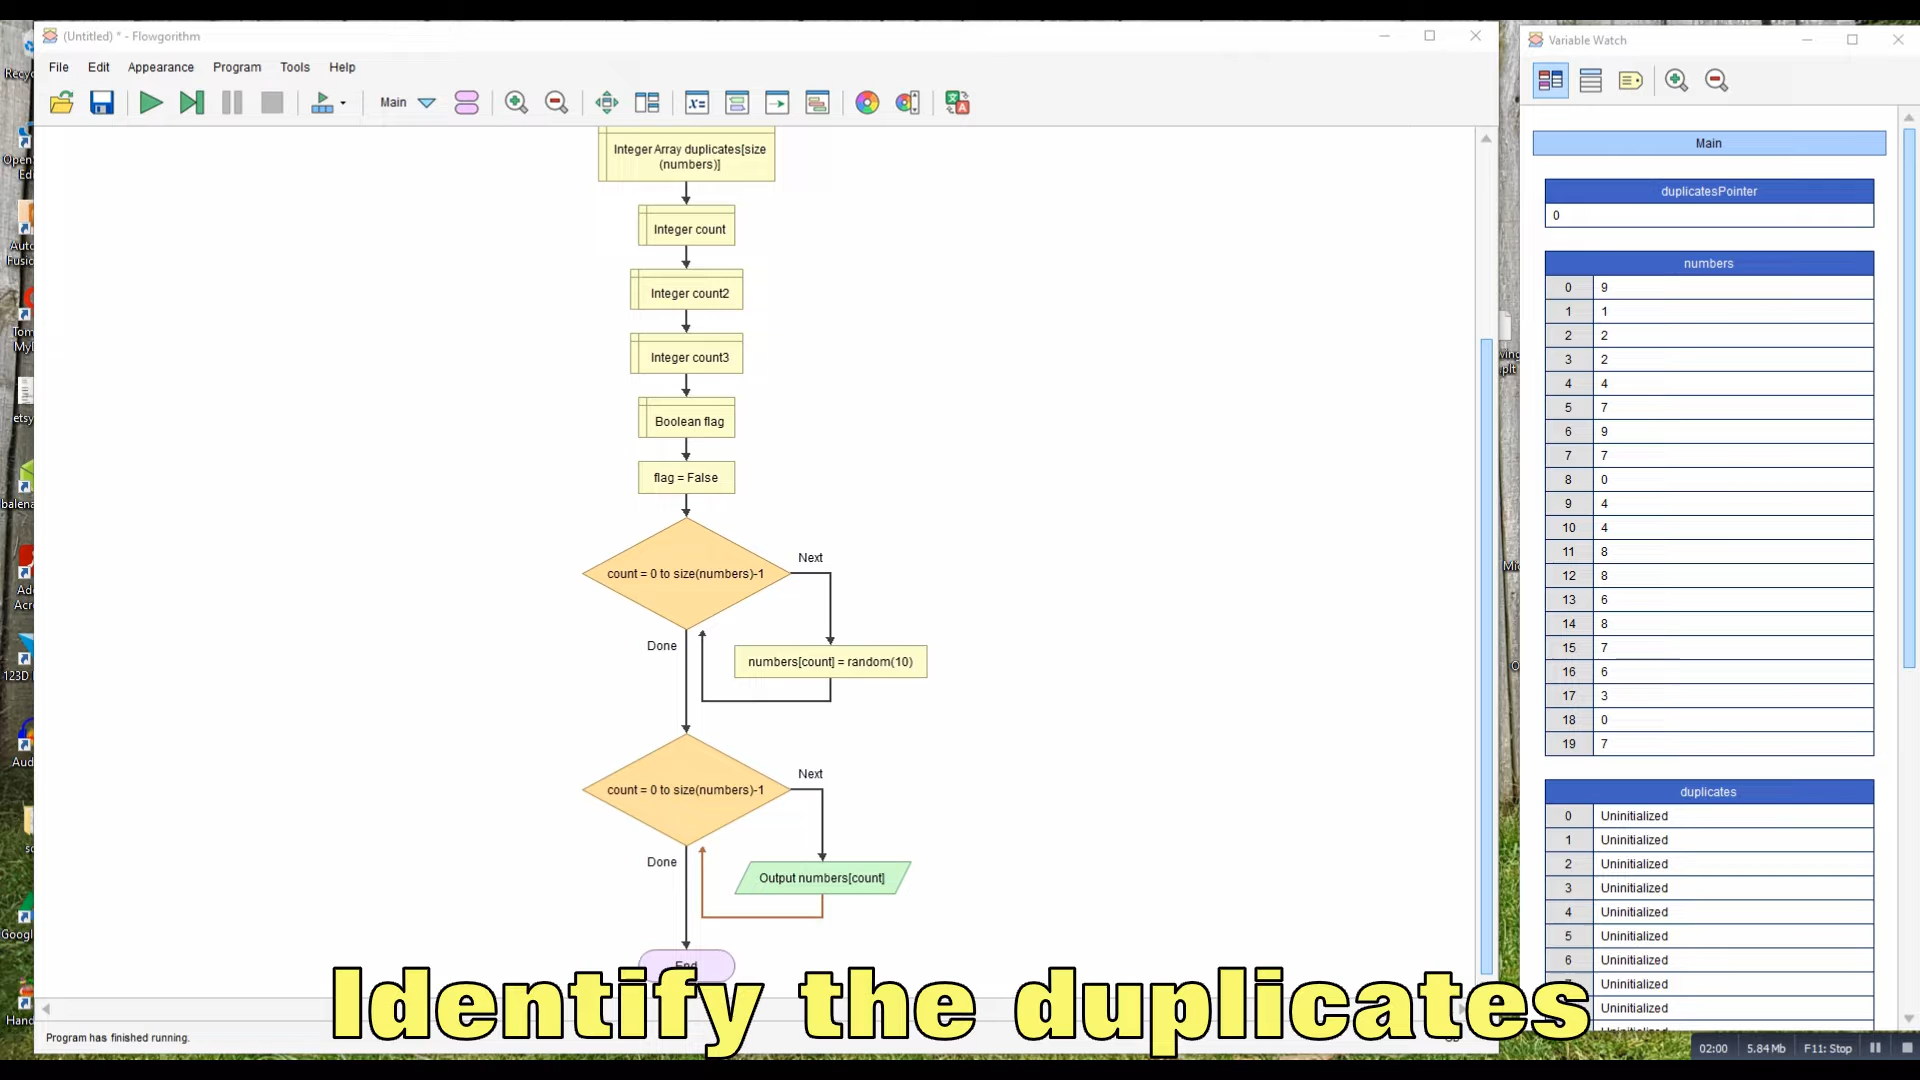 (Untitled) * - Flowgorithm
File Edit Appearance Program Tools Help
Main
Integer Array duplicates[size
(numbers)]
Integer count
Integer count2
Integer count3
Boolean flag
flag = False
count = 0 to size(numbers)-1
Next
Done
numbers[count] = random(10)
count = 0 to size(numbers)-1
Next
Done
Output numbers[count]
End
Identify the duplicates
Program has finished running.
Variable Watch
Main
duplicatesPointer
0
numbers
0 9
1 1
2 2
3 2
4 4
5 7
6 9
7 7
8 0
9 4
10 4
11 8
12 8
13 6
14 8
15 7
16 6
17 3
18 0
19 7
duplicates
0 Uninitialized
1 Uninitialized
2 Uninitialized
3 Uninitialized
4 Uninitialized
5 Uninitialized
6 Uninitialized
7 Uninitialized
Uninitialized
02:00 5.84 Mb F11: Stop